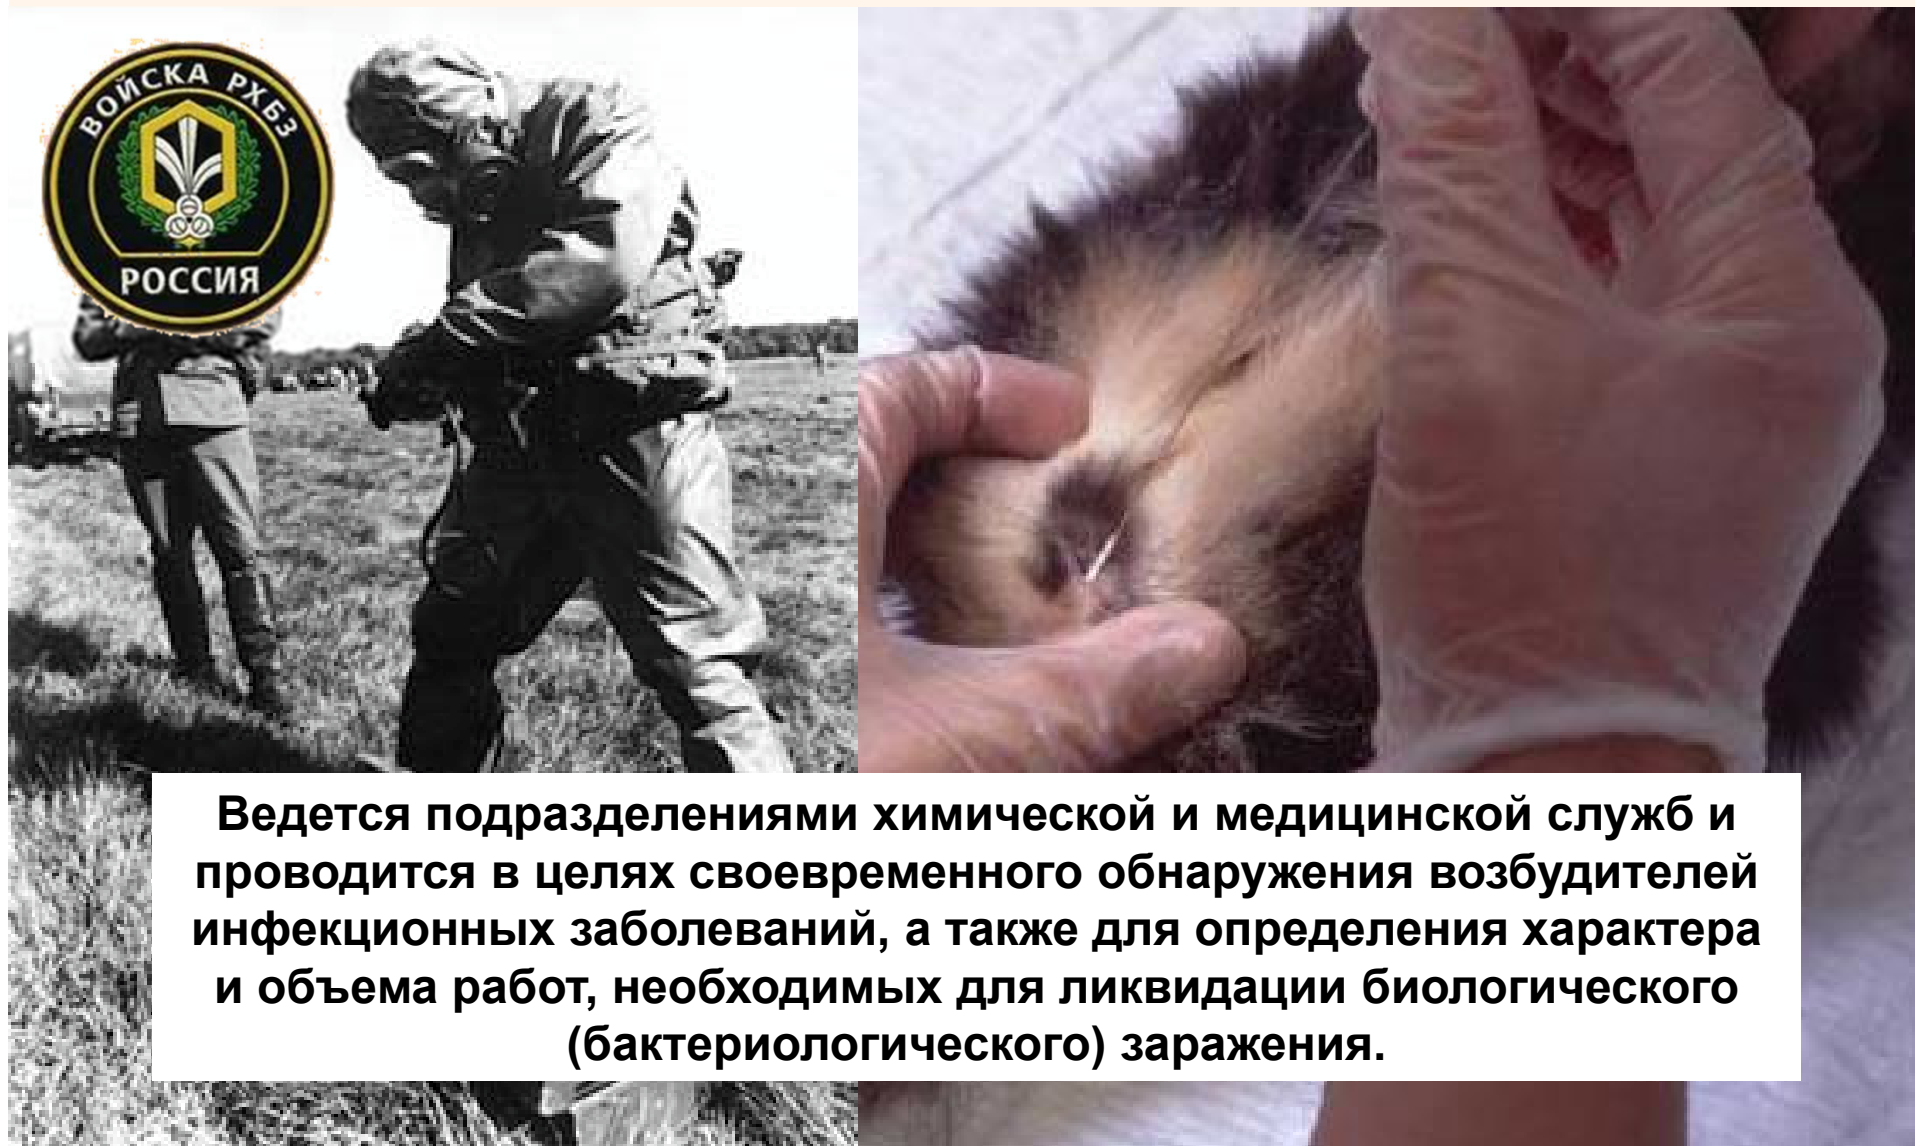 ВОЙСКА РХБЗ
РОССИЯ
Ведется подразделениями химической и медицинской служб и
проводится в целях своевременного обнаружения возбудителей
инфекционных заболеваний, а также для определения характера
и объема работ, необходимых для ликвидации биологического
(бактериологического) заражения.